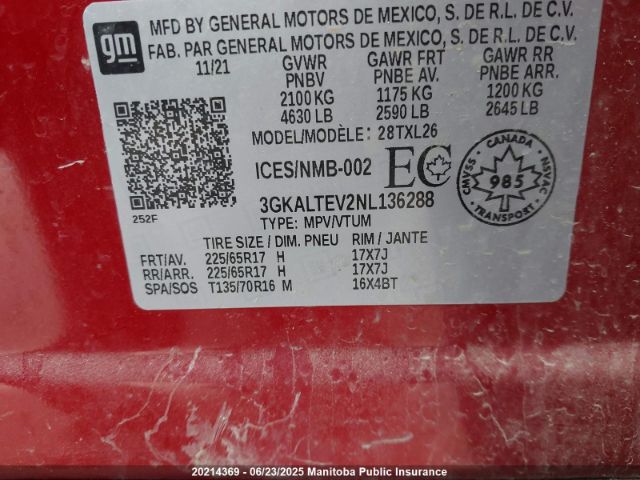 MFD BY GENERAL MOTORS DE MEXICO, S. DE R.L. DE C.V.
gm
FAB. PAR GENERAL MOTORS DE MEXICO, S. DE R.L. DE C.V.
11/21 GVWR GAWR FRT GAWR RR
PNBV PNBE AV. PNBE ARR.
2100 KG 1175 KG 1200 KG
4630 LB 2590 LB 2645 LB
MODEL/MODÈLE: 28TXL26
ICES/NMB-002 EC
CANADA
CMVSS 985 NSVAC
TRANSPORT
252F
3GKALTEV2NL136288
TYPE: MPV/VTUM
TIRE SIZE / DIM. PNEU RIM / JANTE
FRT/AV. 225/65R17 H 17X7J
RR/ARR. 225/65R17 H 17X7J
SPA/SOS T135/70R16 M 16X4BT
20214369 - 06/23/2025 Manitoba Public Insurance